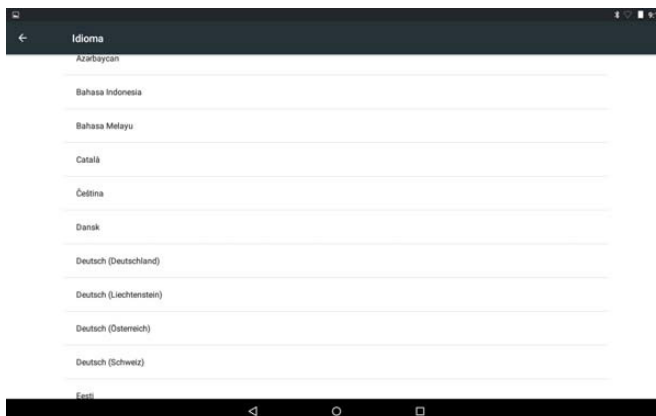 Idioma
Azərbaycan
Bahasa Indonesia
Bahasa Melayu
Català
Čeština
Dansk
Deutsch (Deutschland)
Deutsch (Liechtenstein)
Deutsch (Österreich)
Deutsch (Schweiz)
Eesti